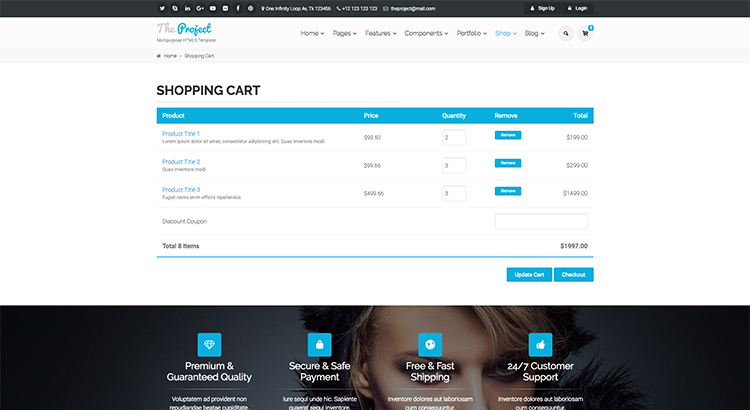 One Infinity Loop Av, Tk 123456 +12 123 123 123 theproject@mail.com Sign Up Login
The Project
Multipurpose HTML5 Template
Home Pages Features Components Portfolio Shop Blog
Home Shopping Cart
SHOPPING CART
Product Price Quantity Remove Total
Product Title 1 $99.50 2 Remove $199.00
Lorem ipsum dolor sit amet, consectetur adipisicing elit. Quas inventore modi.
Product Title 2 $99.66 3 Remove $299.00
Quas inventore modi
Product Title 3 $499.66 3 Remove $1499.00
Fugiat nemo enim officiis repellendus
Discount Coupon
Total 8 Items $1997.00
Update Cart Checkout
Premium & Guaranteed Quality
Secure & Safe Payment
Free & Fast Shipping
24/7 Customer Support
Voluptatem ad provident non repudiandae beatae cupiditate.
Iure sequi unde hic. Sapiente quaerat sequi inventore.
Inventore dolores aut laboriosam cum consequuntur.
Inventore dolores aut laboriosam cum consequuntur.